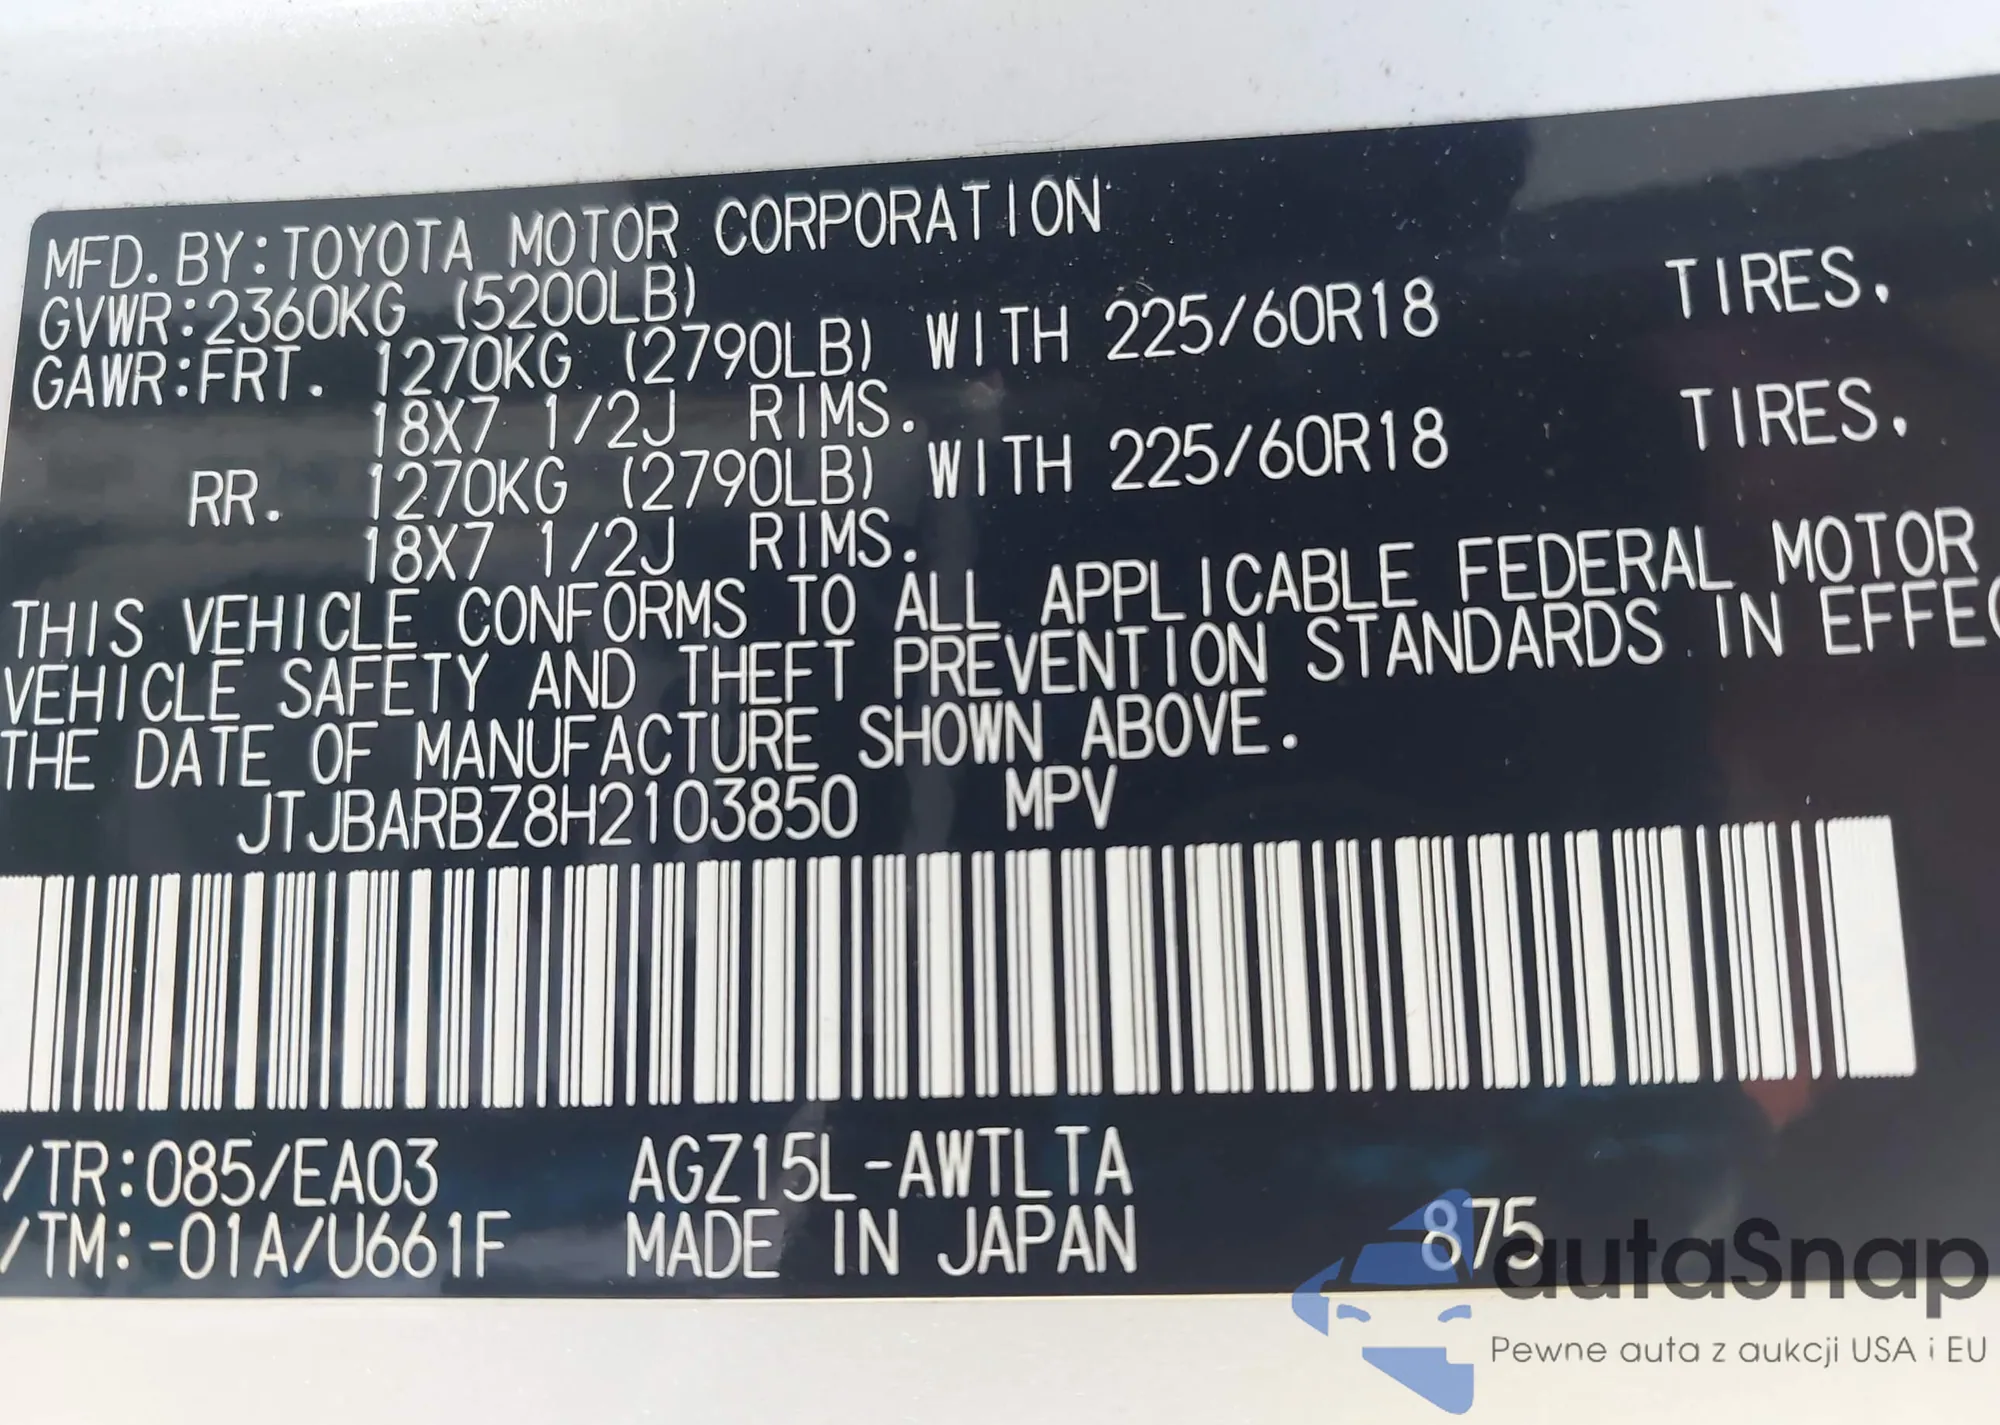 MFD.BY:TOYOTA MOTOR CORPORATION
GVWR:2360KG (5200LB)
GAWR:FRT. 1270KG (2790LB) WITH 225/60R18 TIRES.
18X7 1/2J RIMS.
RR. 1270KG (2790LB) WITH 225/60R18 TIRES.
18X7 1/2J RIMS.
THIS VEHICLE CONFORMS TO ALL APPLICABLE FEDERAL MOTOR
VEHICLE SAFETY AND THEFT PREVENTION STANDARDS IN EFFEC
THE DATE OF MANUFACTURE SHOWN ABOVE.
JTJBARBZ8H2103850 MPV
/TR:085/EA03 AGZ15L-AWTLTA
/TM:-01A/U661F MADE IN JAPAN 875
autaSnap
Pewne auta z aukcji USA i EU